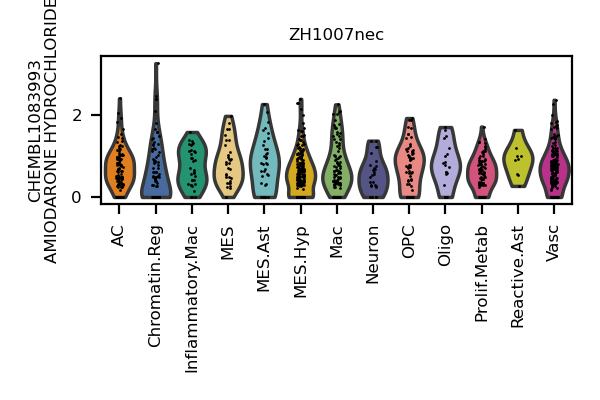 ZH1007nec
CHEMBL1083993
AMIODARONE HYDROCHLORIDE
2
0
AC
Chromatin.Reg
Inflammatory.Mac
MES
MES.Ast
MES.Hyp
Mac
Neuron
OPC
Oligo
Prolif.Metab
Reactive.Ast
Vasc